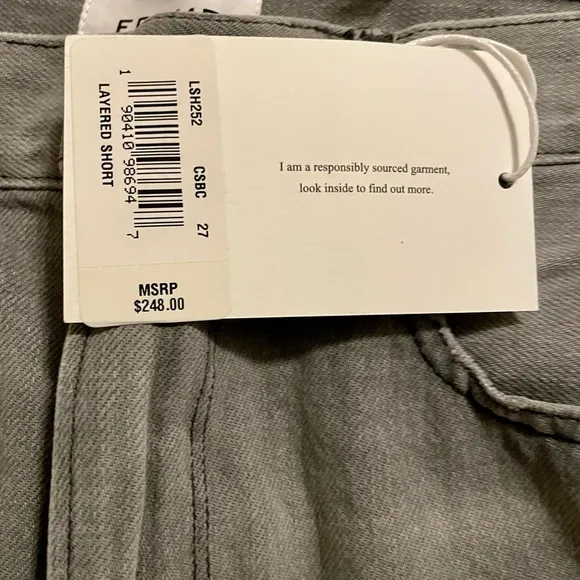 LSH252 CSBC 27
1 90410 98694 7
LAYERED SHORT
MSRP
$248.00
I am a responsibly sourced garment,
look inside to find out more.